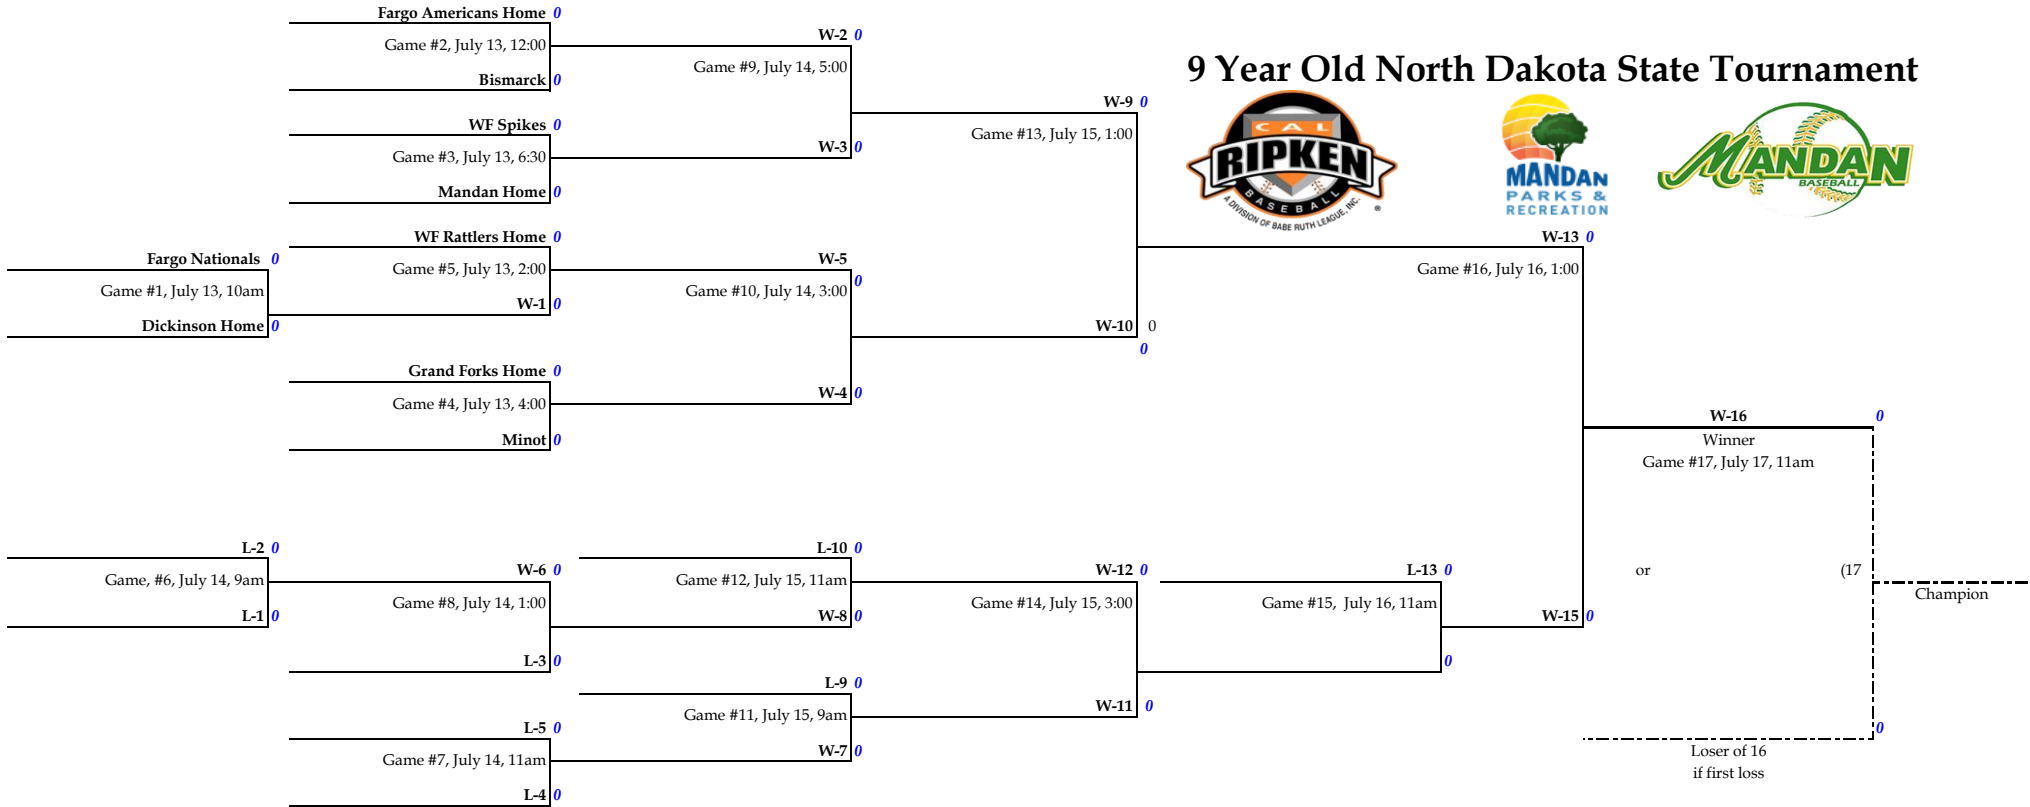 9 Year Old North Dakota State Tournament
CAL
RIPKEN
BASEBALL
A DIVISION OF BABE RUTH LEAGUE, INC.
®
MANDAN
PARKS &
RECREATION
MANDAN
BASEBALL
Fargo Americans Home 0
Game #2, July 13, 12:00
Bismarck 0
WF Spikes 0
Game #3, July 13, 6:30
Mandan Home 0
WF Rattlers Home 0
Game #5, July 13, 2:00
W-1 0
Fargo Nationals 0
Game #1, July 13, 10am
Dickinson Home 0
Grand Forks Home 0
Game #4, July 13, 4:00
Minot 0
W-2 0
Game #9, July 14, 5:00
W-3 0
W-5
0
Game #10, July 14, 3:00
W-4 0
W-9 0
Game #13, July 15, 1:00
W-10 0
0
W-13 0
Game #16, July 16, 1:00
W-15 0
W-16 0
Winner
Game #17, July 17, 11am
or (17
Champion
0
Loser of 16
if first loss
L-2 0
Game, #6, July 14, 9am
L-1 0
W-6 0
Game #8, July 14, 1:00
L-3 0
L-5 0
Game #7, July 14, 11am
L-4 0
L-10 0
Game #12, July 15, 11am
W-8 0
L-9 0
Game #11, July 15, 9am
W-7 0
W-12 0
Game #14, July 15, 3:00
W-11 0
L-13 0
Game #15, July 16, 11am
0